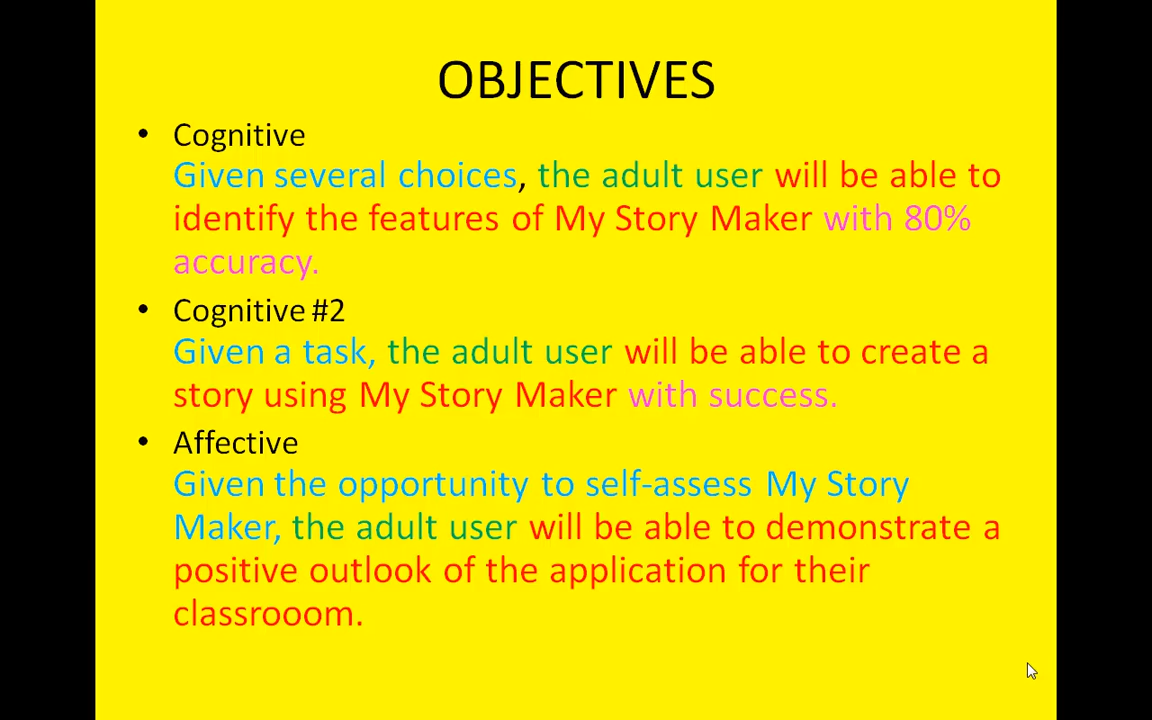 OBJECTIVES
• Cognitive
Given several choices, the adult user will be able to
identify the features of My Story Maker with 80%
accuracy.
• Cognitive #2
Given a task, the adult user will be able to create a
story using My Story Maker with success.
• Affective
Given the opportunity to self-assess My Story
Maker, the adult user will be able to demonstrate a
positive outlook of the application for their
classrooom.